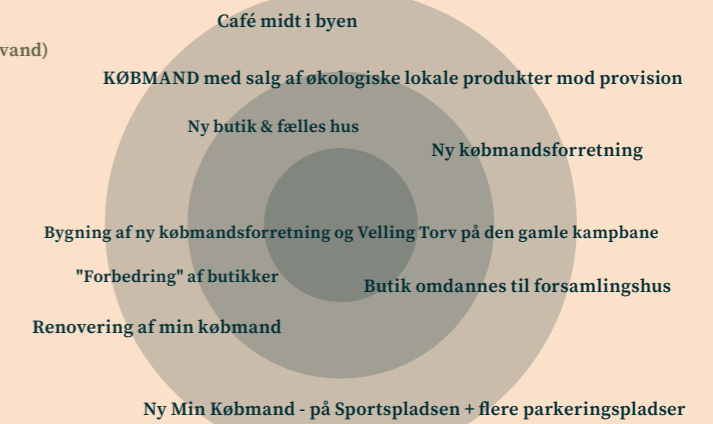 Café midt i byen
vand)
KØBMAND med salg af økologiske lokale produkter mod provision
Ny butik & fælles hus
Ny købmandsforretning
Bygning af ny købmandsforretning og Velling Torv på den gamle kampbane
"Forbedring" af butikker
Butik omdannes til forsamlingshus
Renovering af min købmand
Ny Min Købmand - på Sportspladsen + flere parkeringspladser